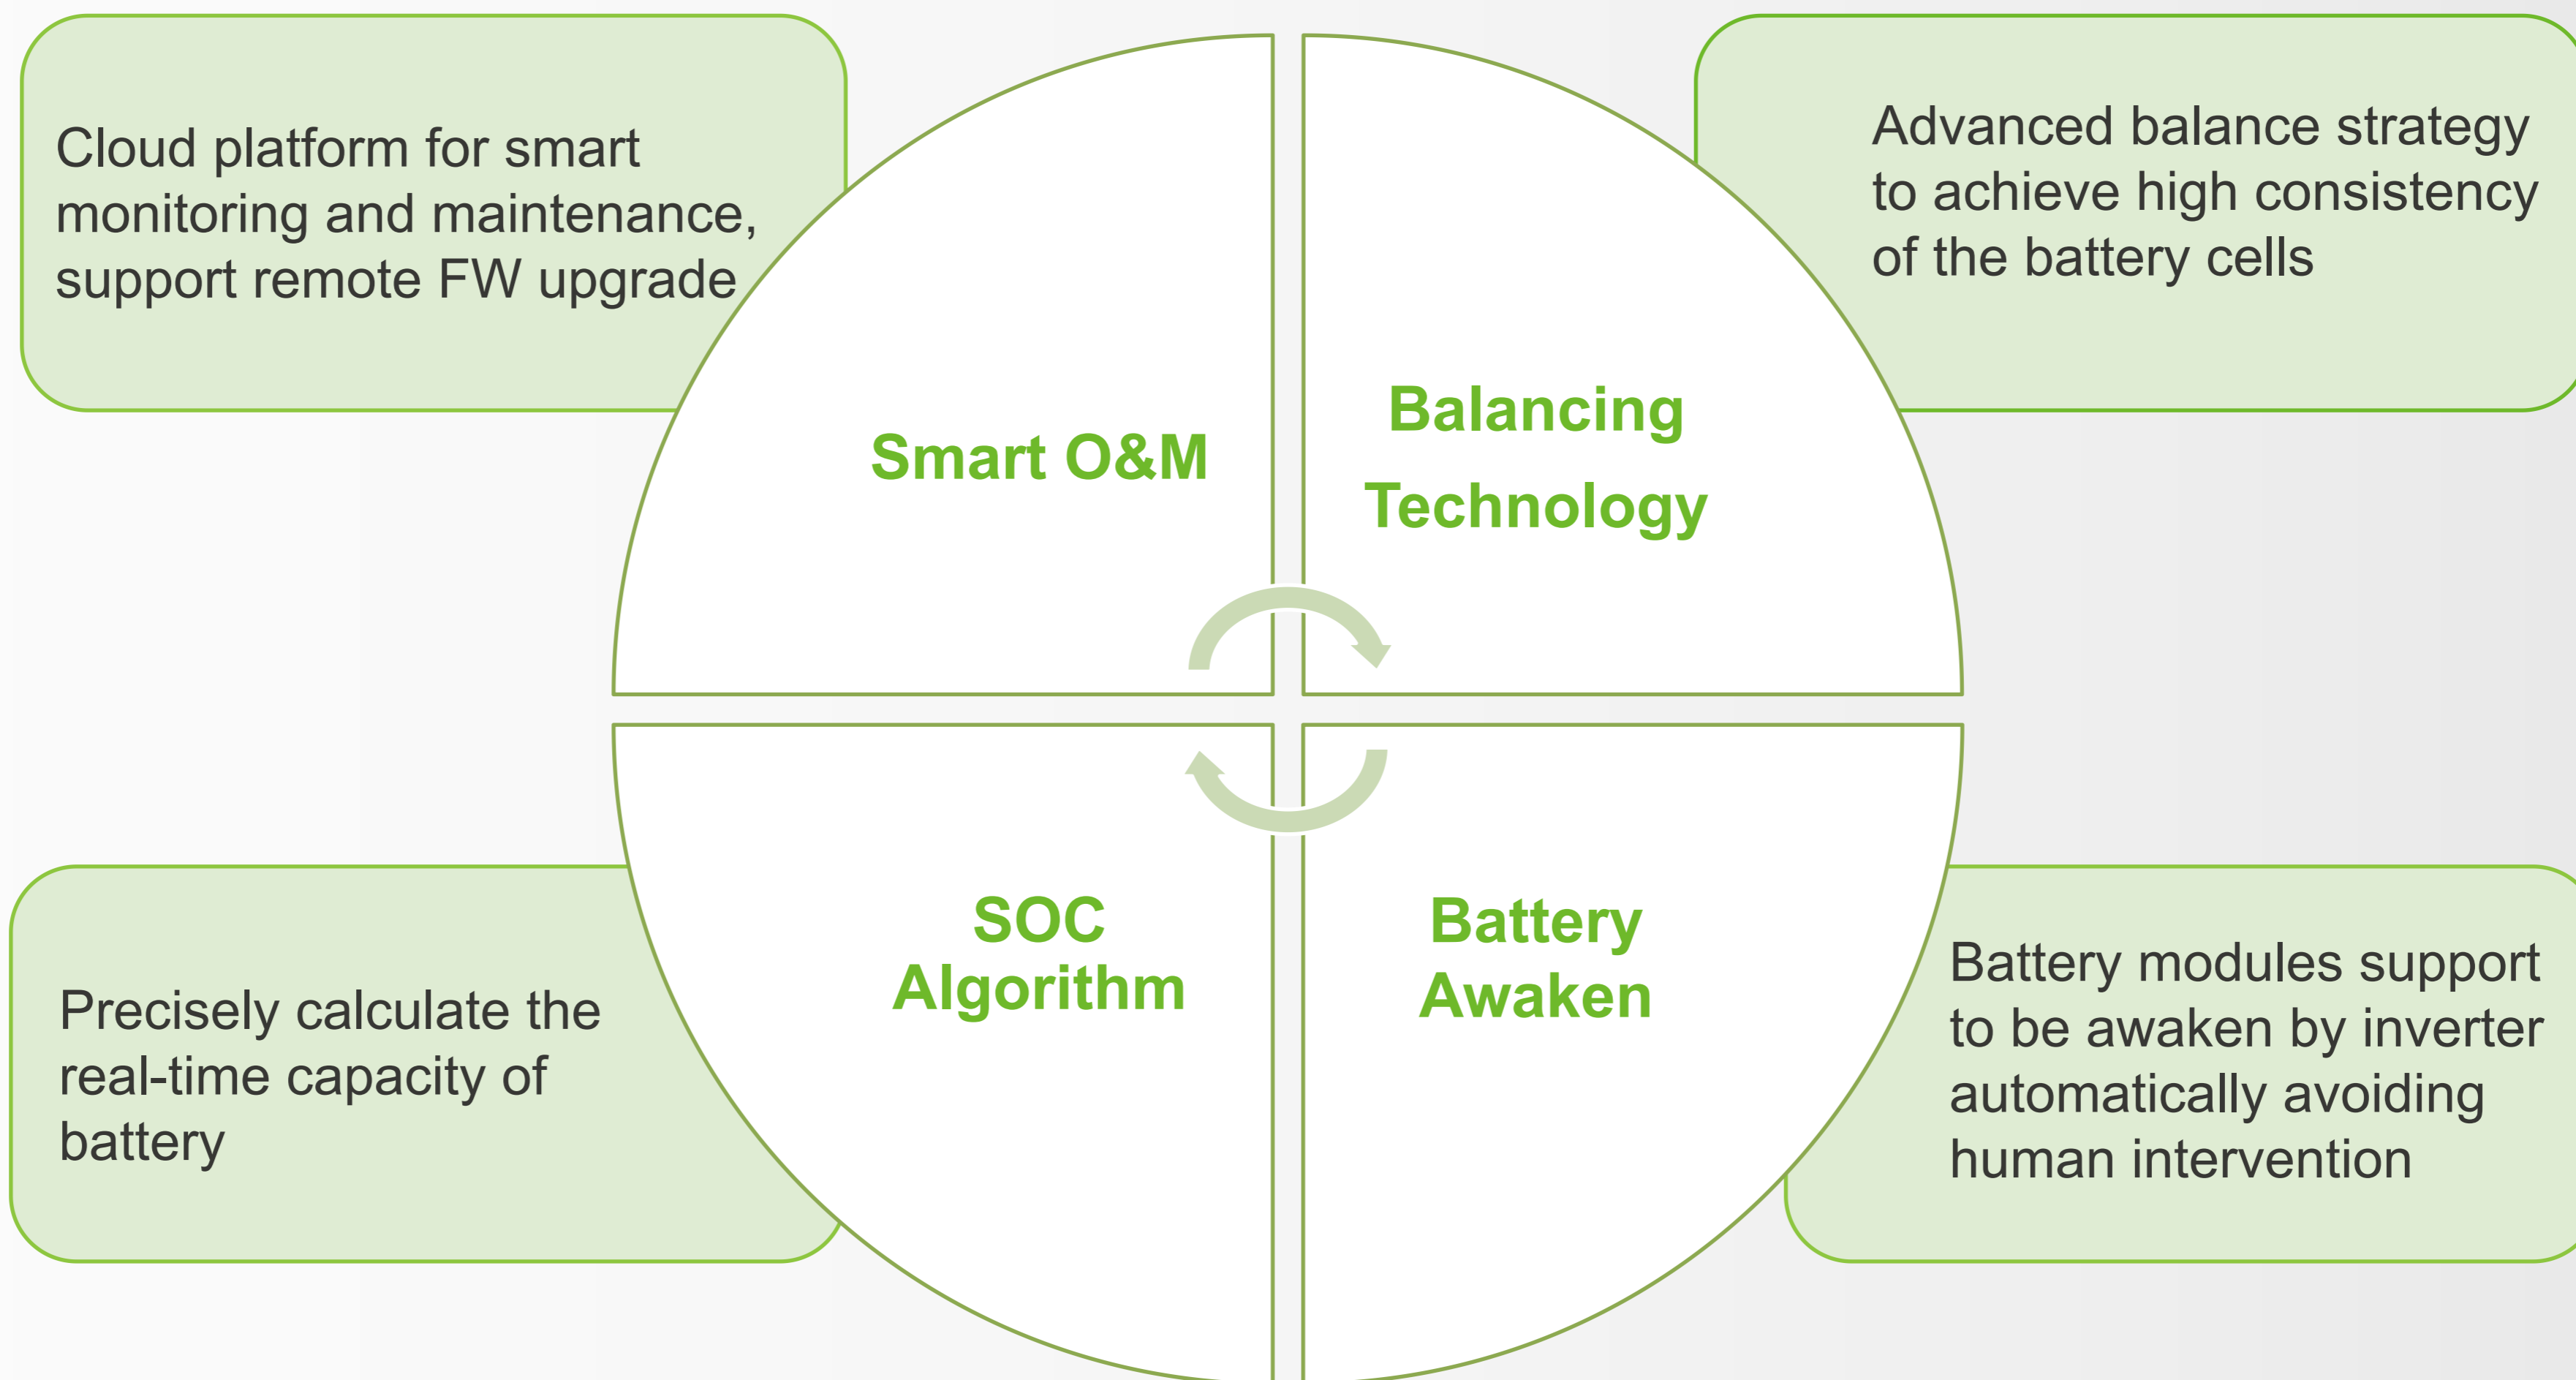 Cloud platform for smart
monitoring and maintenance,
support remote FW upgrade
Smart O&M
Balancing
Technology
Advanced balance strategy
to achieve high consistency
of the battery cells
Precisely calculate the
real-time capacity of
battery
SOC
Algorithm
Battery
Awaken
Battery modules support
to be awaken by inverter
automatically avoiding
human intervention